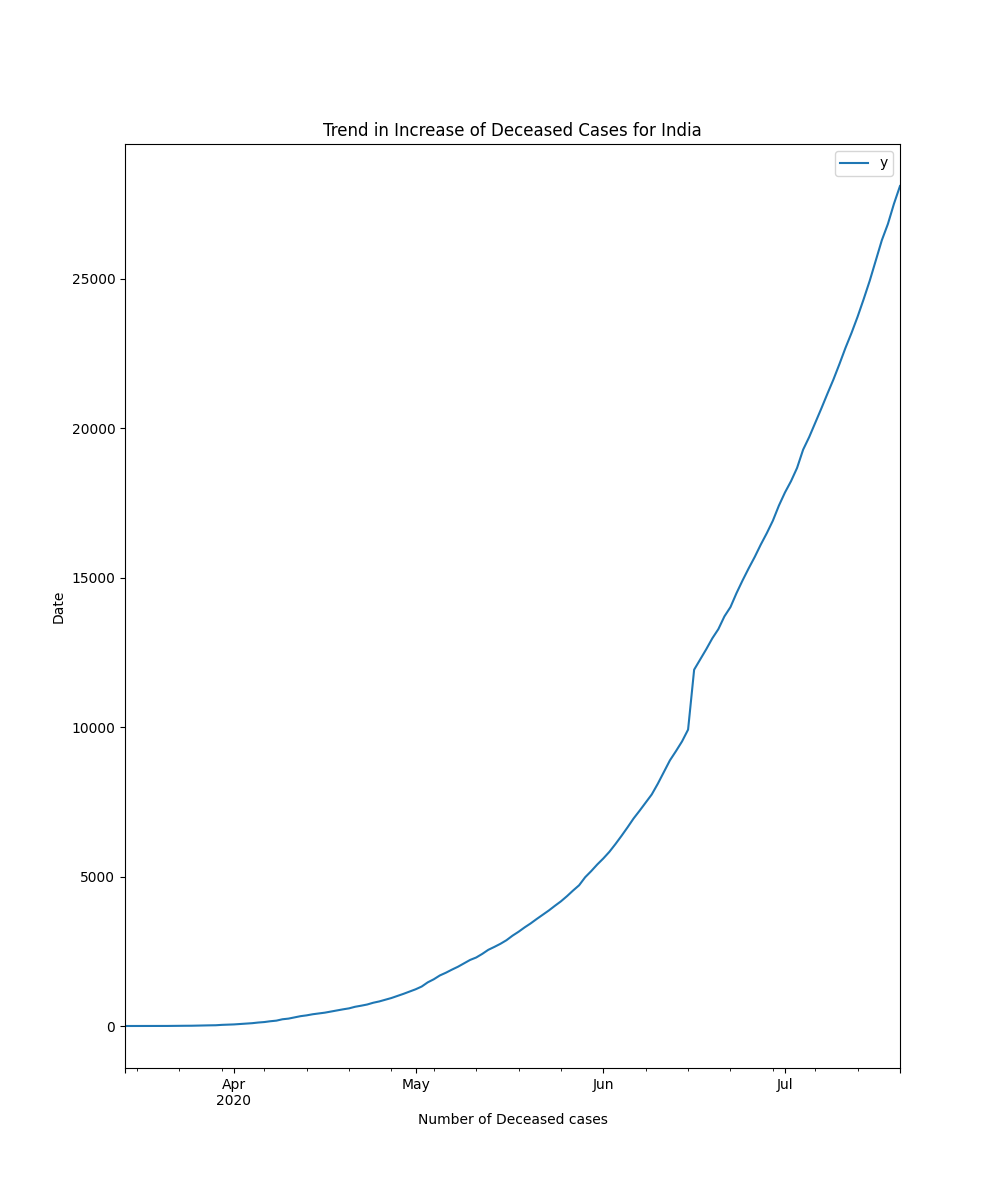 Trend in Increase of Deceased Cases for India
y
25000
20000
15000
10000
5000
0
Date
Apr
2020
May
Jun
Jul
Number of Deceased cases